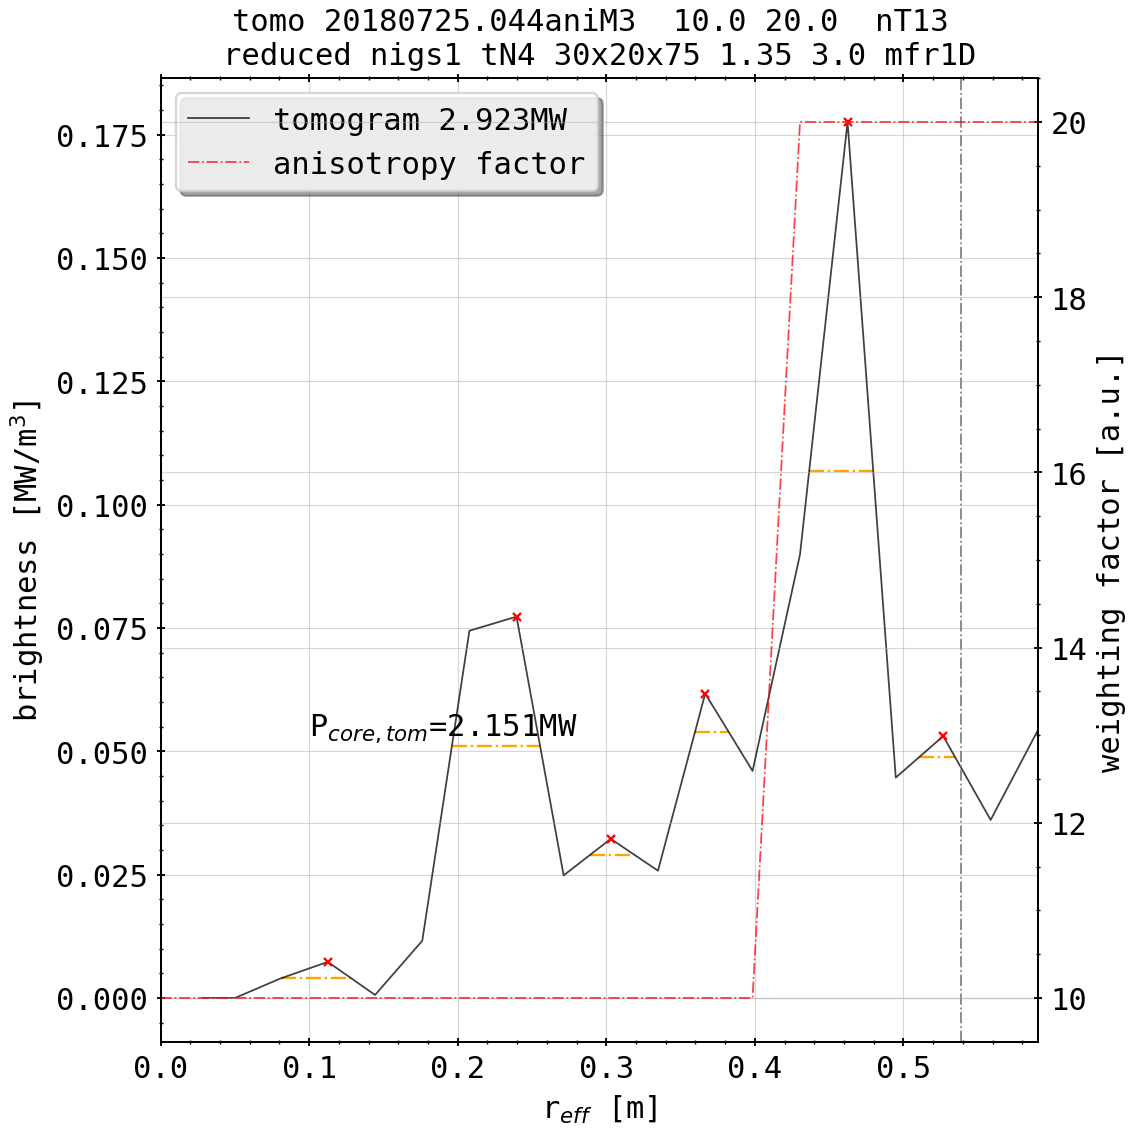 tomo 20180725.044aniM3  10.0 20.0  nT13
reduced nigs1 tN4 30x20x75 1.35 3.0 mfr1D
tomogram 2.923MW
anisotropy factor
0.175
0.150
0.125
0.100
0.075
0.050
0.025
0.000
brightness [MW/m³]
P_core,tom=2.151MW
20
18
16
14
12
10
weighting factor [a.u.]
0.0 0.1 0.2 0.3 0.4 0.5
r_eff [m]